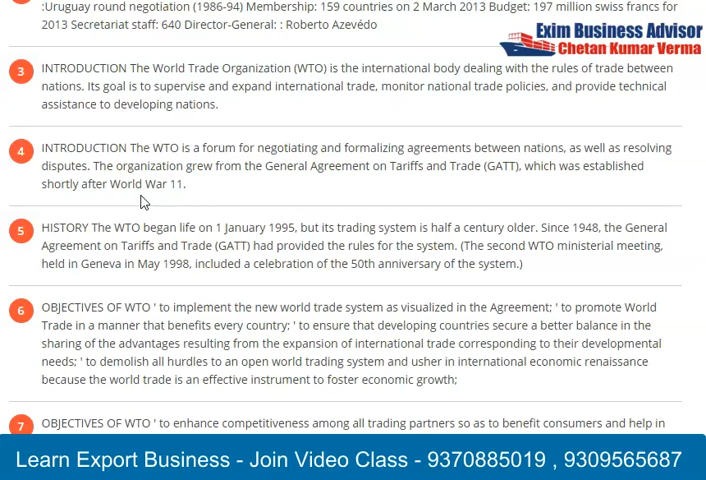 :Uruguay round negotiation (1986-94) Membership: 159 countries on 2 March 2013 Budget: 197 million swiss francs for
2013 Secretariat staff: 640 Director-General: : Roberto Azevêdo
Exim Business Advisor
Chetan Kumar Verma
3
INTRODUCTION The World Trade Organization (WTO) is the international body dealing with the rules of trade between
nations. Its goal is to supervise and expand international trade, monitor national trade policies, and provide technical
assistance to developing nations.
4
INTRODUCTION The WTO is a forum for negotiating and formalizing agreements between nations, as well as resolving
disputes. The organization grew from the General Agreement on Tariffs and Trade (GATT), which was established
shortly after World War 11.
5
HISTORY The WTO began life on 1 January 1995, but its trading system is half a century older. Since 1948, the General
Agreement on Tariffs and Trade (GATT) had provided the rules for the system. (The second WTO ministerial meeting,
held in Geneva in May 1998, included a celebration of the 50th anniversary of the system.)
6
OBJECTIVES OF WTO ' to implement the new world trade system as visualized in the Agreement; ' to promote World
Trade in a manner that benefits every country; ' to ensure that developing countries secure a better balance in the
sharing of the advantages resulting from the expansion of international trade corresponding to their developmental
needs; ' to demolish all hurdles to an open world trading system and usher in international economic renaissance
because the world trade is an effective instrument to foster economic growth;
7
OBJECTIVES OF WTO ' to enhance competitiveness among all trading partners so as to benefit consumers and help in
Learn Export Business - Join Video Class - 9370885019 , 9309565687